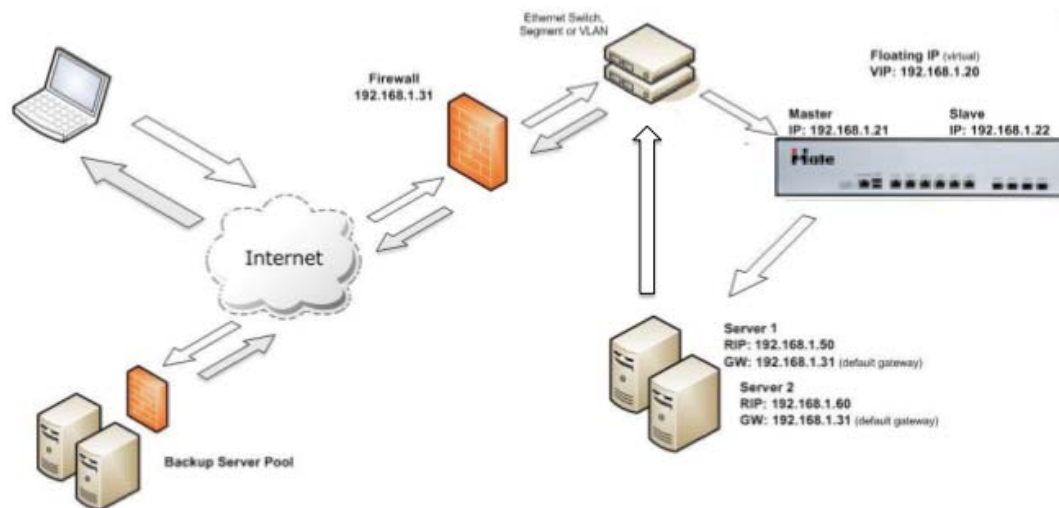 Ethernet Switch,
Segment or VLAN
Floating IP (virtual)
VIP: 192.168.1.20
Firewall
192.168.1.31
Master
IP: 192.168.1.21
Slave
IP: 192.168.1.22
Internet
Server 1
RIP: 192.168.1.50
GW: 192.168.1.31 (default gateway)
Server 2
RIP: 192.168.1.60
GW: 192.168.1.31 (default gateway)
Backup Server Pool